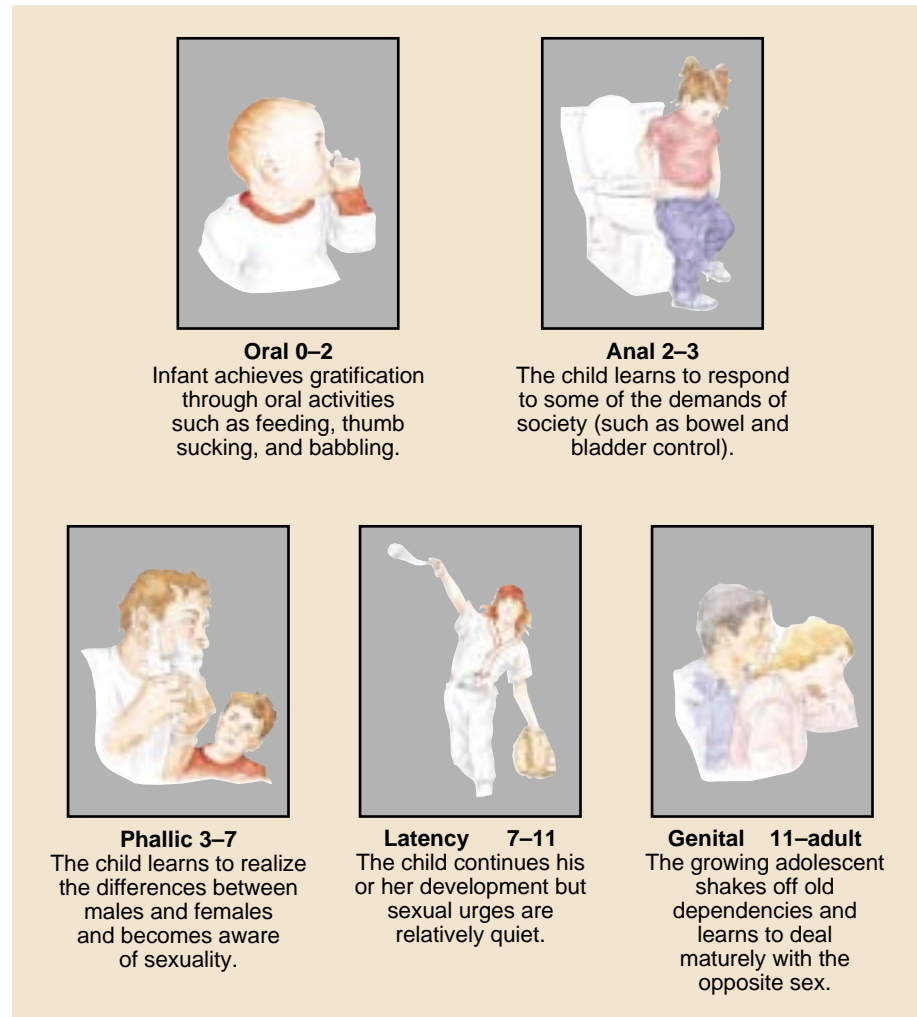 Oral 0–2
Infant achieves gratification
through oral activities
such as feeding, thumb
sucking, and babbling.
Anal 2–3
The child learns to respond
to some of the demands of
society (such as bowel and
bladder control).
Phallic 3–7
The child learns to realize
the differences between
males and females
and becomes aware
of sexuality.
Latency 7–11
The child continues his
or her development but
sexual urges are
relatively quiet.
Genital 11–adult
The growing adolescent
shakes off old
dependencies and
learns to deal
maturely with the
opposite sex.